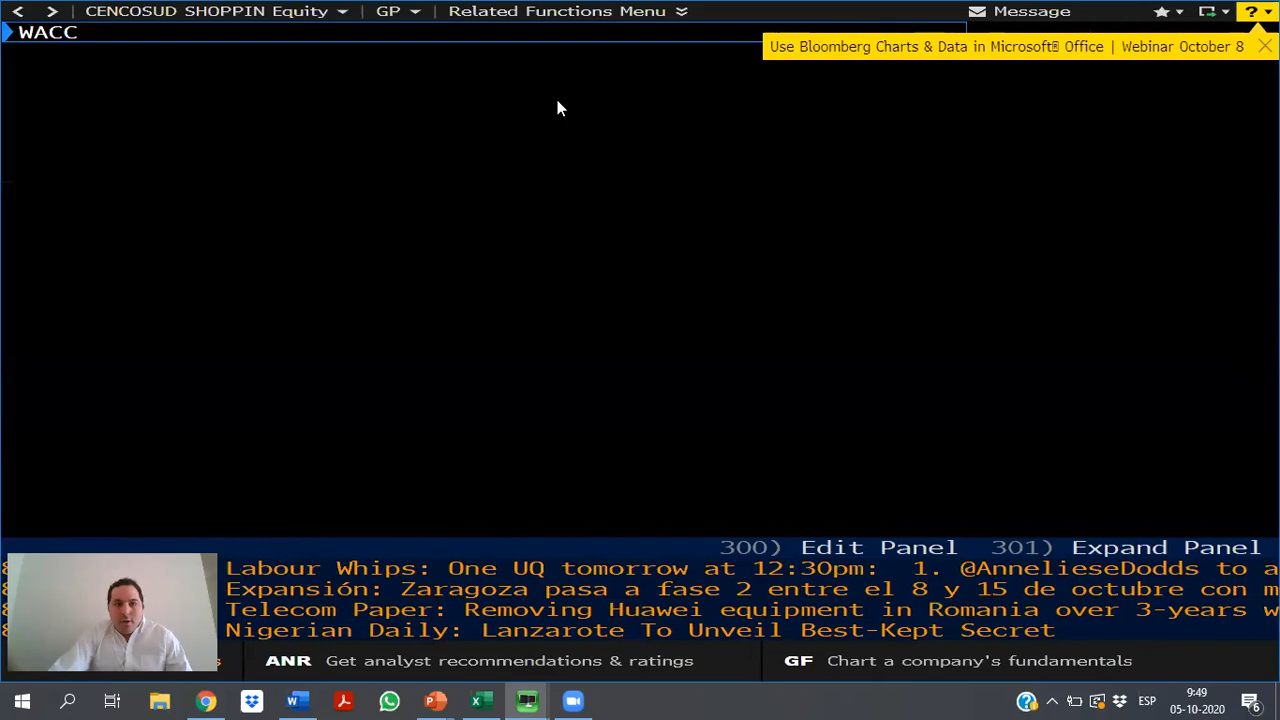 CENCOSUD SHOPPIN Equity GP Related Functions Menu Message ?
WACC
Use Bloomberg Charts & Data in Microsoft® Office | Webinar October 8
300) Edit Panel 301) Expand Panel
Labour Whips: One UQ tomorrow at 12:30pm: 1. @AnnelieseDodds to a
Expansión: Zaragoza pasa a fase 2 entre el 8 y 15 de octubre con m
Telecom Paper: Removing Huawei equipment in Romania over 3-years w
Nigerian Daily: Lanzarote To Unveil Best-Kept Secret
s ANR Get analyst recommendations & ratings GF Chart a company's fundamentals
ESP 9:49
05-10-2020 6